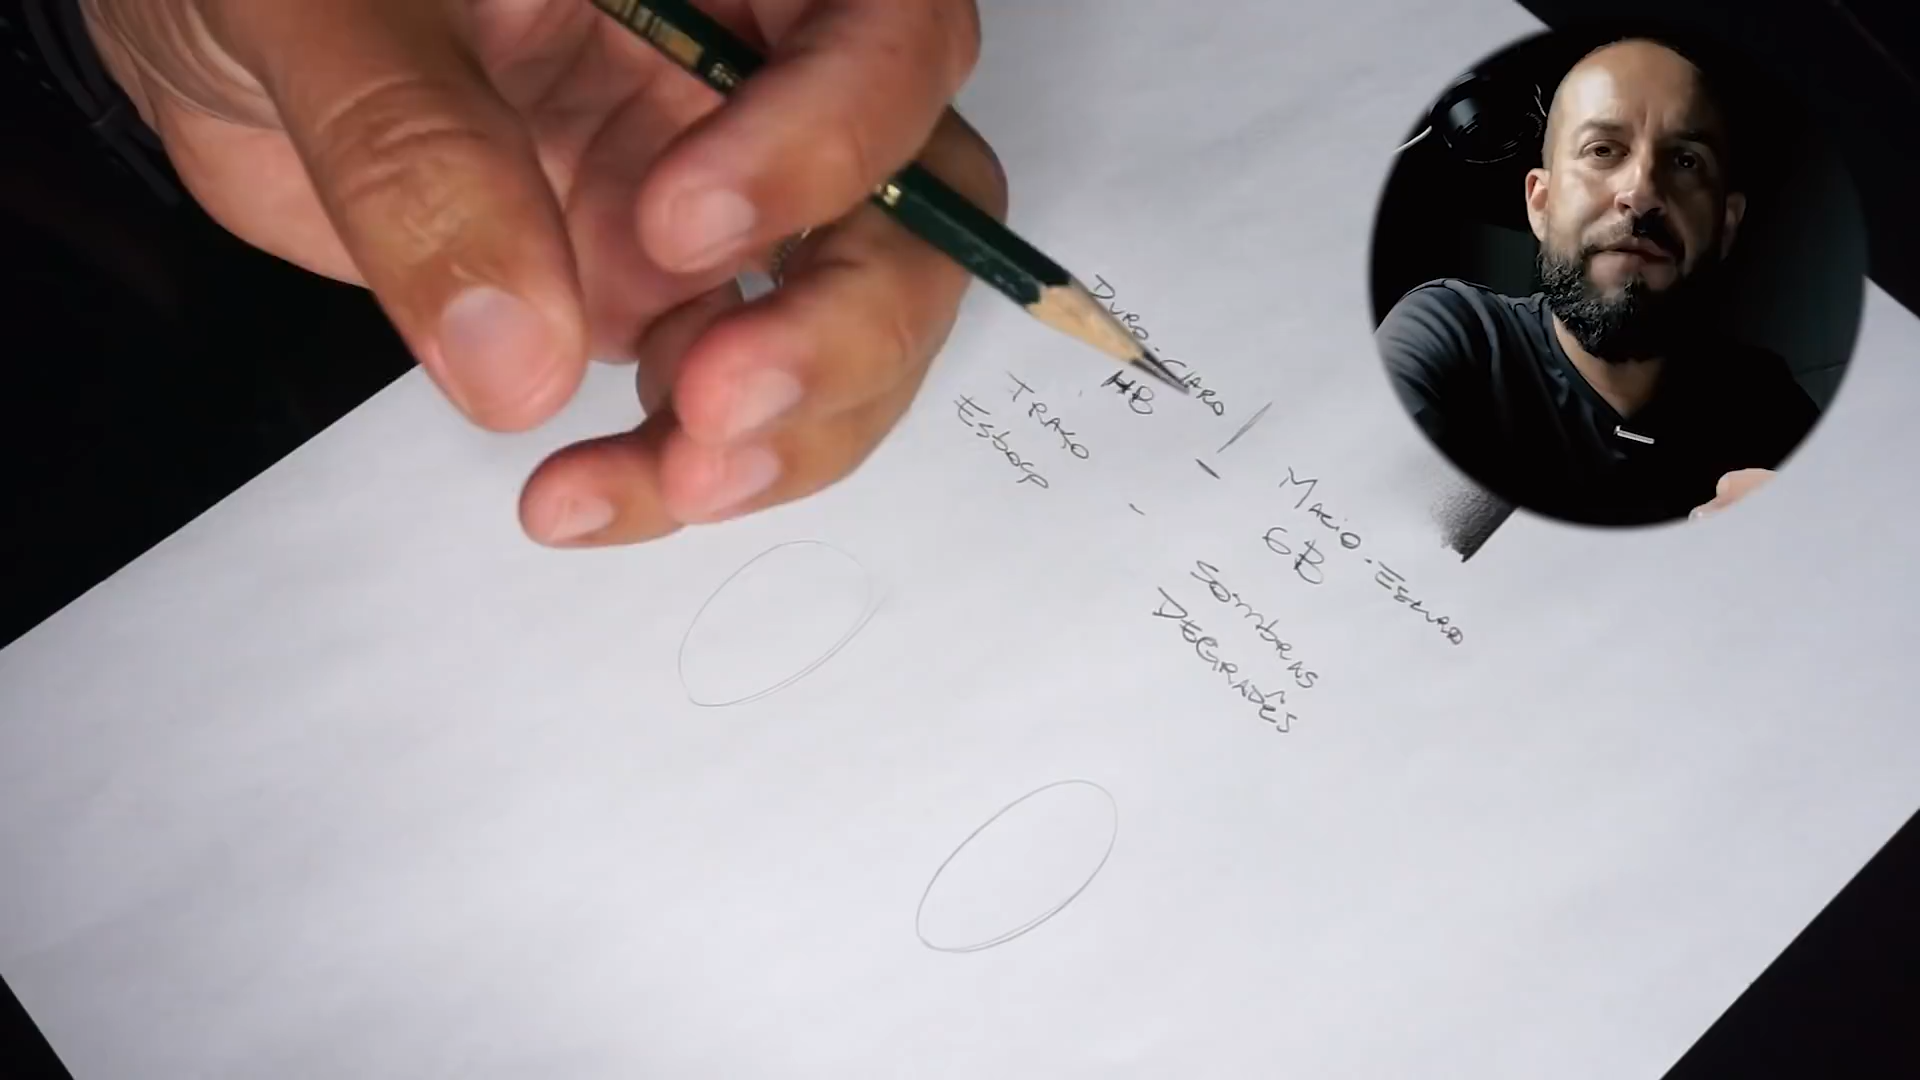 DURO - CLARO
HB
TRAÇO
Esboço
MACiO - ESCURO
6B
SOmbRAS
DEGRADÊS